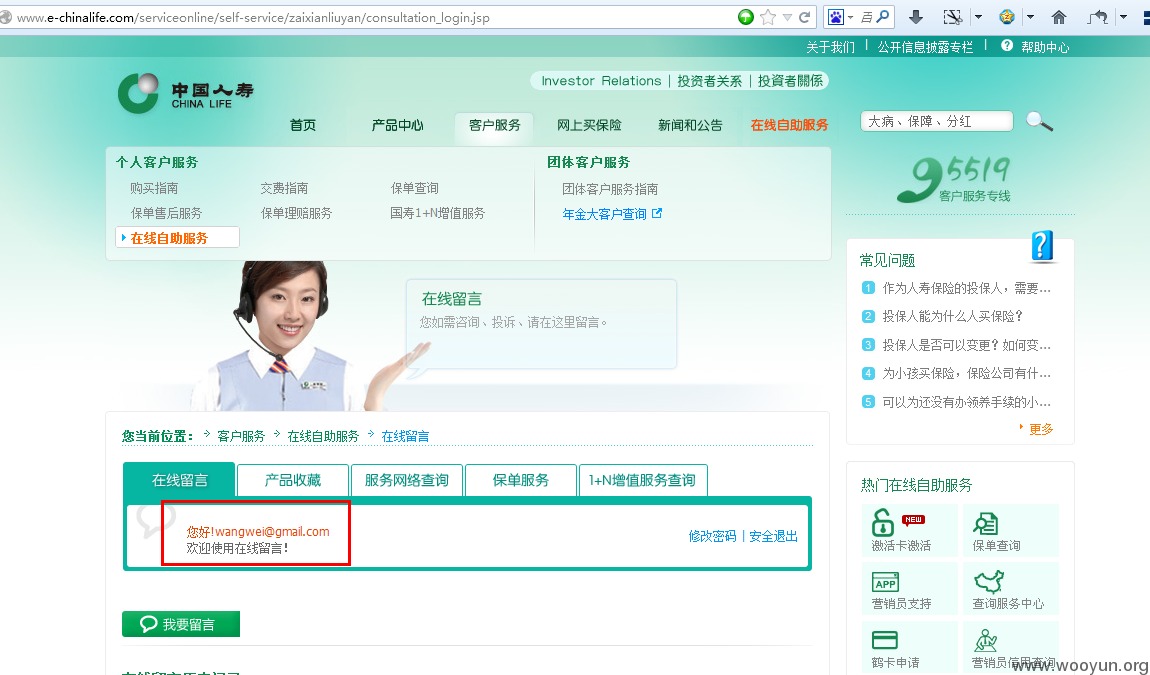 www.e-chinalife.com/serviceonline/self-service/zaixianliuyan/consultation_login.jsp
关于我们 | 公开信息披露专栏 | ? 帮助中心
中国人寿
CHINA LIFE
Investor Relations | 投资者关系 | 投資者關係
首页 产品中心 客户服务 网上买保险 新闻和公告 在线自助服务
大病、保障、分红
个人客户服务
购买指南 交费指南 保单查询
保单售后服务 保单理赔服务 国寿1+N增值服务
在线自助服务
团体客户服务
团体客户服务指南
年金大客户查询
95519
客户服务专线
在线留言
您如需咨询、投诉、请在这里留言。
常见问题
1 作为人寿保险的投保人，需要...
2 投保人能为什么人买保险？
3 投保人是否可以变更？如何变...
4 为小孩买保险，保险公司有什...
5 可以为还没有办领养手续的小...
更多
您当前位置： 客户服务 在线自助服务 在线留言
在线留言 产品收藏 服务网络查询 保单服务 1+N增值服务查询
您好!wangwei@gmail.com
欢迎使用在线留言！
修改密码 | 安全退出
我要留言
热门在线自助服务
NEW
激活卡激活 保单查询
APP
营销员支持 查询服务中心
鹤卡申请 营销员信用查询
www.wooyun.org